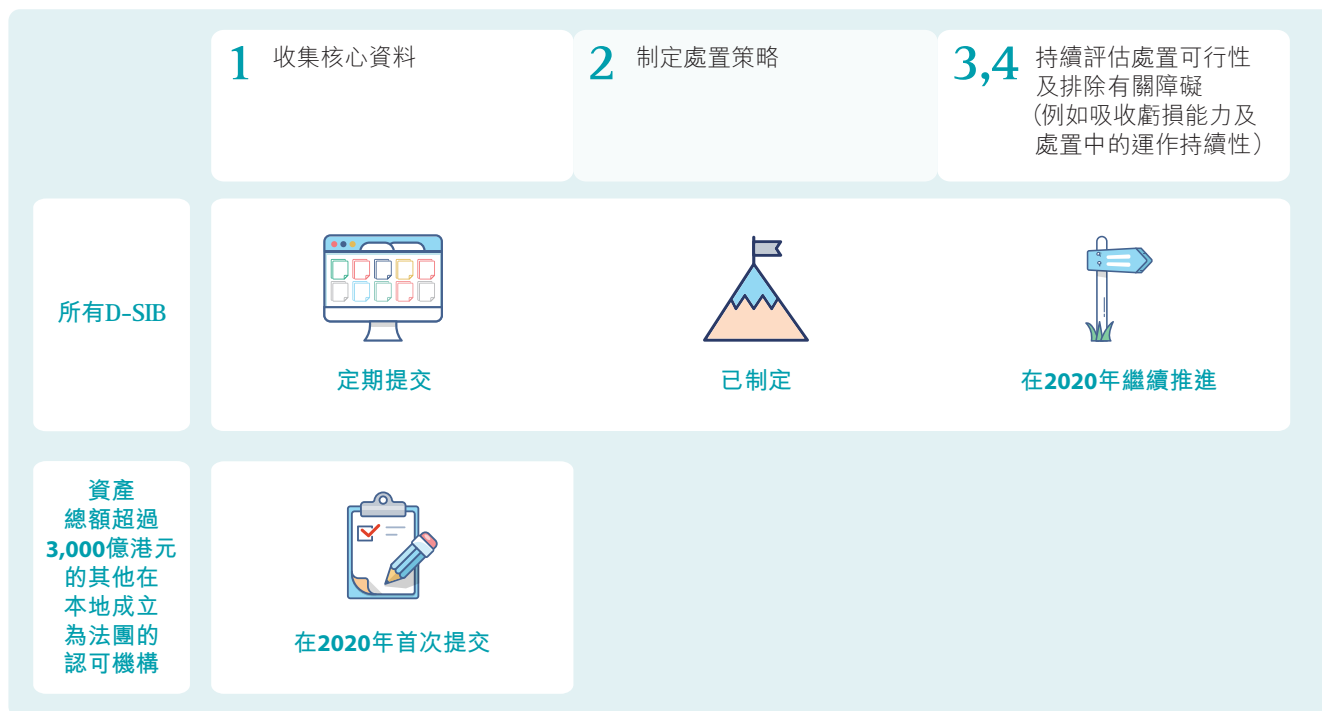 1 收集核心資料
2 制定處置策略
3,4 持續評估處置可行性
及排除有關障礙
(例如吸收虧損能力及
處置中的運作持續性)
所有D-SIB
定期提交
已制定
在2020年繼續推進
資產
總額超過
3,000億港元
的其他在
本地成立
為法團的
認可機構
在2020年首次提交